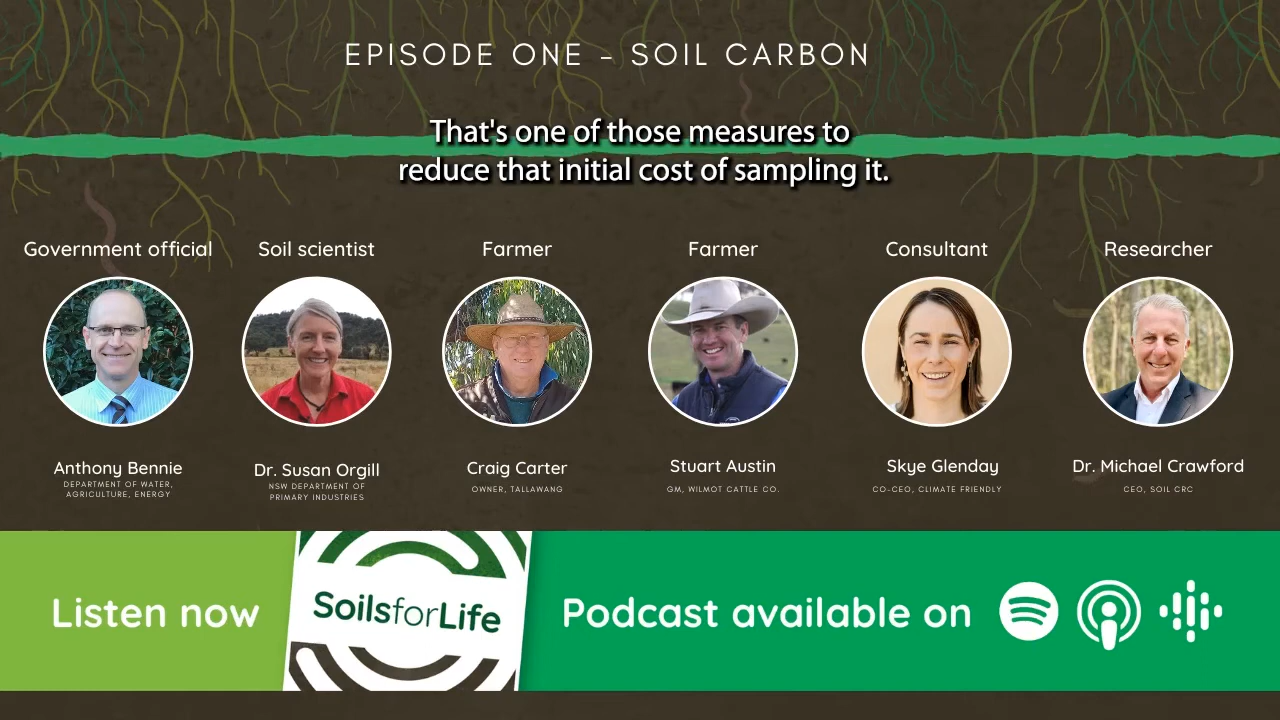 EPISODE ONE – SOIL CARBON
That's one of those measures to
reduce that initial cost of sampling it.
Government official
Soil scientist
Farmer
Farmer
Consultant
Researcher
Anthony Bennie
DEPARTMENT OF WATER,
AGRICULTURE, ENERGY
Dr. Susan Orgill
NSW DEPARTMENT OF
PRIMARY INDUSTRIES
Craig Carter
OWNER, TALLAWANG
Stuart Austin
GM, WILMOT CATTLE CO.
Skye Glenday
CO-CEO, CLIMATE FRIENDLY
Dr. Michael Crawford
CEO, SOIL CRC
Listen now
SoilsforLife
Podcast available on